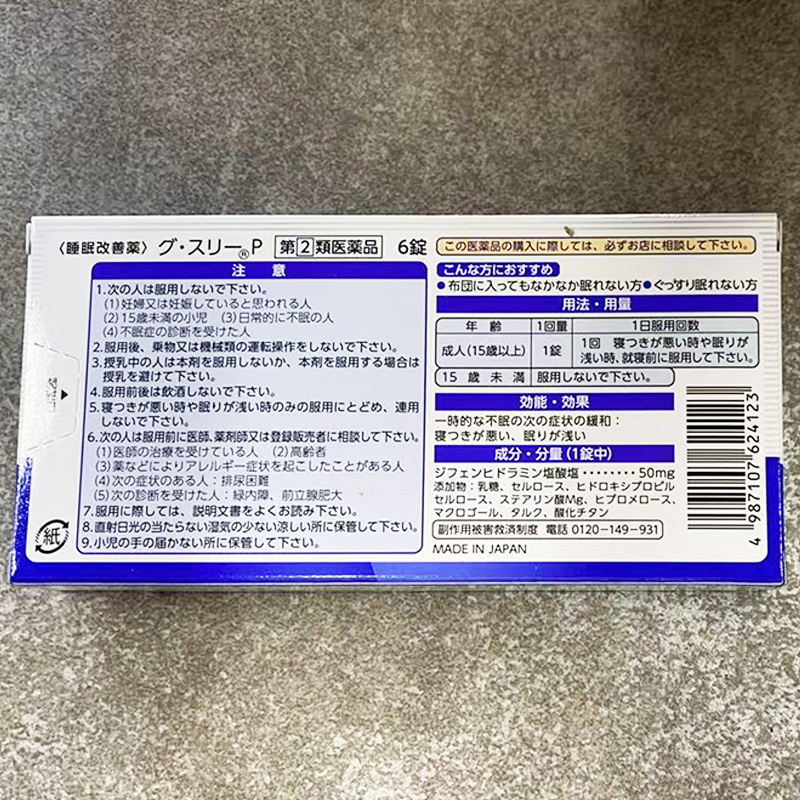 〈睡眠改善薬〉 グ・スリー®P 第②類医薬品 6錠
この医薬品の購入に際しては、必ずお店に相談して下さい。
注意
1.次の人は服用しないで下さい。
(1)妊婦又は妊娠していると思われる人
(2)15歳未満の小児 (3)日常的に不眠の人
(4)不眠症の診断を受けた人
2.服用後、乗物又は機械類の運転操作をしないで下さい。
3.授乳中の人は本剤を服用しないか、本剤を服用する場合は
授乳を避けて下さい。
4.服用前後は飲酒しないで下さい。
5.寝つきが悪い時や眠りが浅い時のみの服用にとどめ、連用
しないで下さい。
6.次の人は服用前に医師、薬剤師又は登録販売者に相談して下さい。
(1)医師の治療を受けている人 (2)高齢者
(3)薬などによりアレルギー症状を起こしたことがある人
(4)次の症状のある人：排尿困難
(5)次の診断を受けた人：緑内障、前立腺肥大
7.服用に際しては、説明文書をよくお読み下さい。
8.直射日光の当たらない湿気の少ない涼しい所に保管して下さい。
9.小児の手の届かない所に保管して下さい。
こんな方におすすめ
●布団に入ってもなかなか眠れない方●ぐっすり眠れない方
用法・用量
年齢 1回量 1日服用回数
成人(15歳以上) 1錠 1回 寝つきが悪い時や眠りが
浅い時、就寝前に服用して下さい。
15歳未満 服用しないで下さい。
効能・効果
一時的な不眠の次の症状の緩和：
寝つきが悪い、眠りが浅い
成分・分量(1錠中)
ジフェンヒドラミン塩酸塩・・・・・・・・50mg
添加物：乳糖、セルロース、ヒドロキシプロピル
セルロース、ステアリン酸Mg、ヒプロメロース、
マクロゴール、タルク、酸化チタン
副作用被害救済制度 電話 0120-149-931
MADE IN JAPAN
4 987107 624123
紙